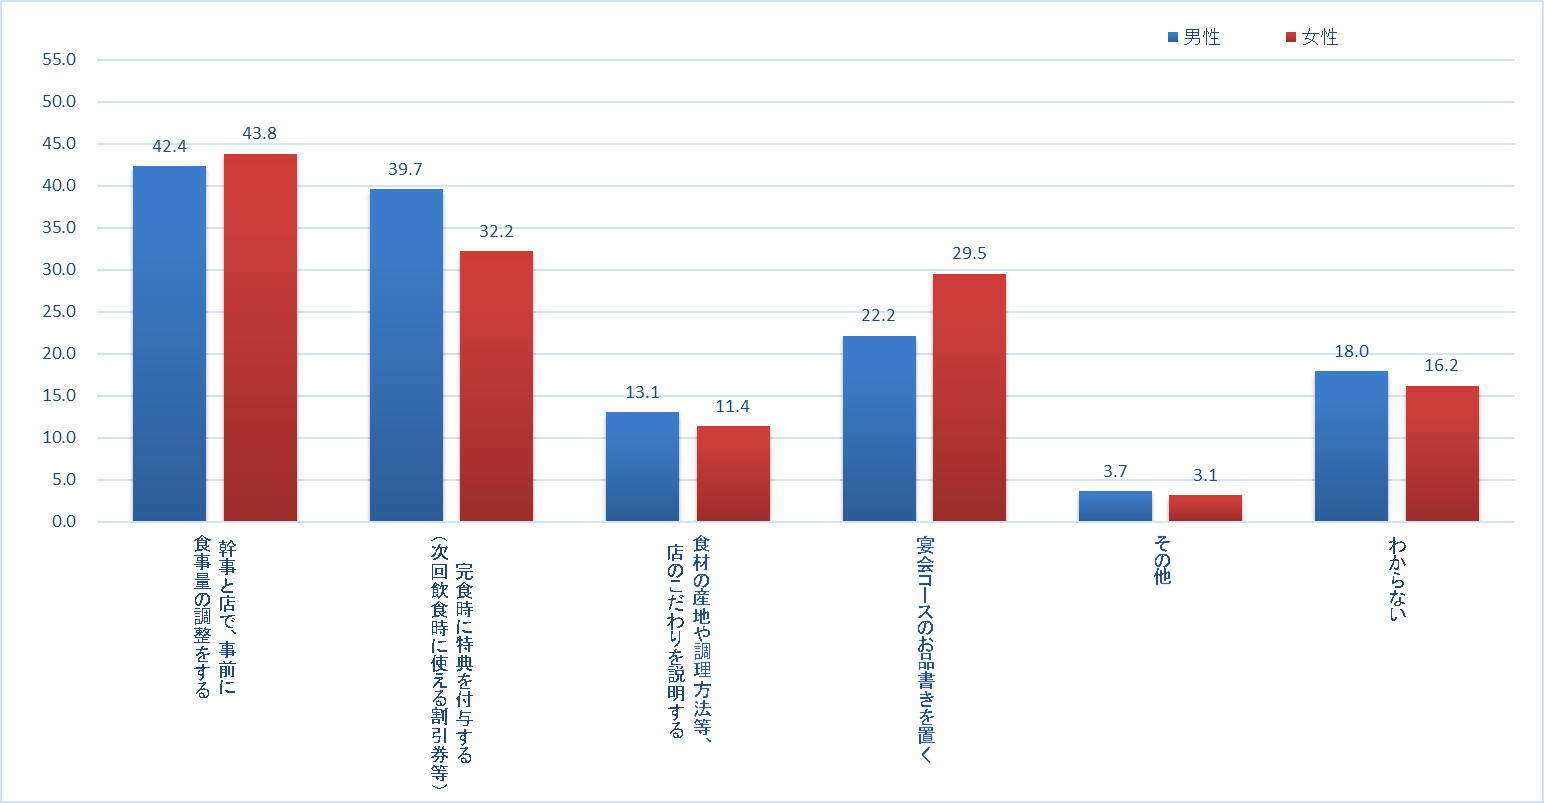 男性
女性
55.0
50.0
45.0
40.0
35.0
30.0
25.0
20.0
15.0
10.0
5.0
0.0
42.4
43.8
39.7
32.2
13.1
11.4
22.2
29.5
3.7
3.1
18.0
16.2
幹事と店で、事前に
食事量の調整をする
完食時に特典を付与する
（次回飲食時に使える割引券等）
食材の産地や調理方法等、
店のこだわりを説明する
宴会コースのお品書きを置く
その他
わからない